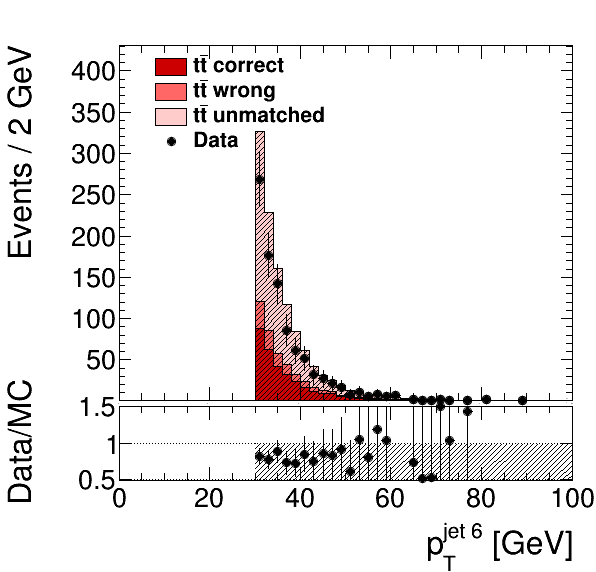 Events / 2 GeV
400
350
300
250
200
150
100
50
tt̄ correct
tt̄ wrong
tt̄ unmatched
Data
Data/MC
1.5
1
0.5
0 20 40 60 80 100
p_T^{jet 6} [GeV]